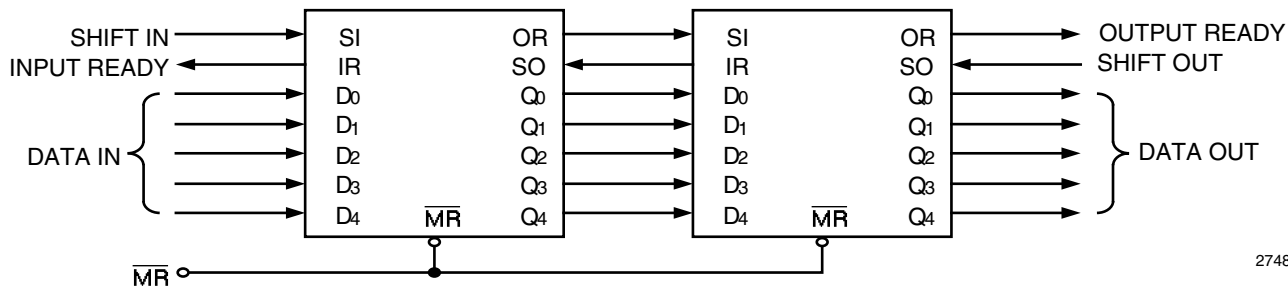 SHIFT IN SI OR SI OR OUTPUT READY
INPUT READY IR SO IR SO SHIFT OUT
D0 Q0 D0 Q0
D1 Q1 D1 Q1
DATA IN D2 Q2 D2 Q2 DATA OUT
D3 Q3 D3 Q3
D4 MR Q4 D4 MR Q4
MR
2748